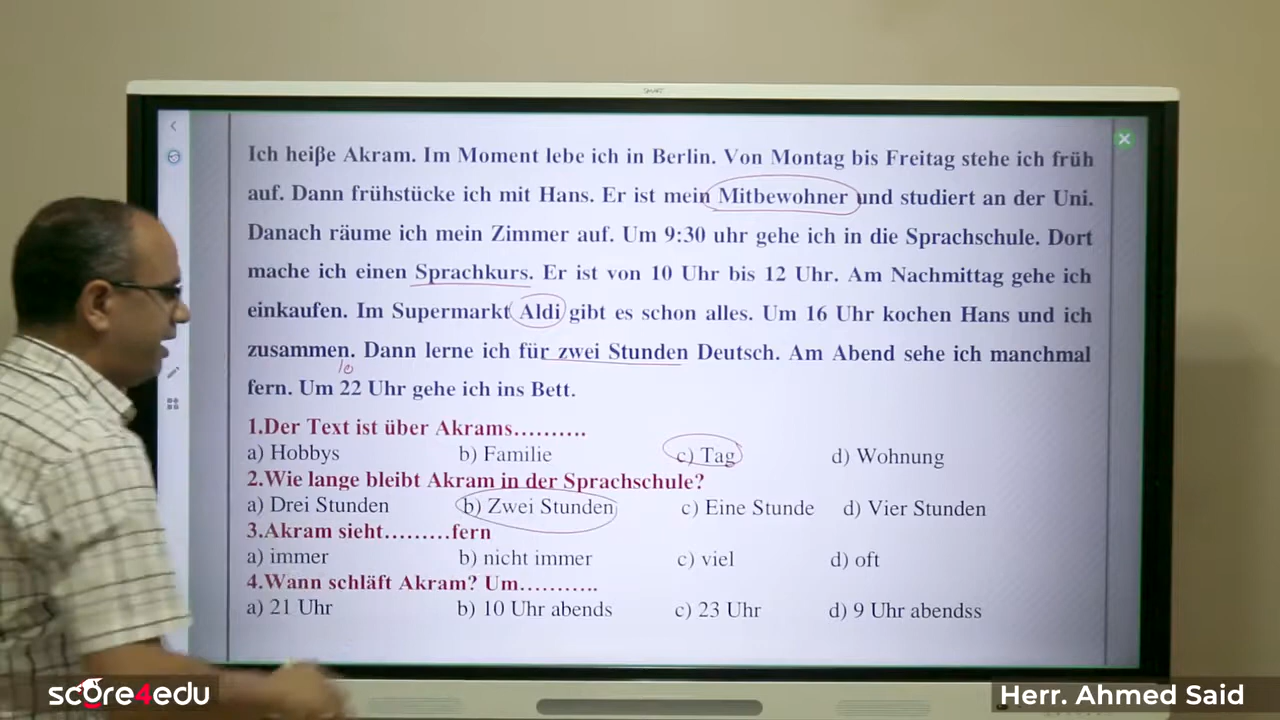 SMART
Ich heiße Akram. Im Moment lebe ich in Berlin. Von Montag bis Freitag stehe ich früh
auf. Dann frühstücke ich mit Hans. Er ist mein Mitbewohner und studiert an der Uni.
Danach räume ich mein Zimmer auf. Um 9:30 uhr gehe ich in die Sprachschule. Dort
mache ich einen Sprachkurs. Er ist von 10 Uhr bis 12 Uhr. Am Nachmittag gehe ich
einkaufen. Im Supermarkt Aldi gibt es schon alles. Um 16 Uhr kochen Hans und ich
zusammen. Dann lerne ich für zwei Stunden Deutsch. Am Abend sehe ich manchmal
10
fern. Um 22 Uhr gehe ich ins Bett.
1.Der Text ist über Akrams..........
a) Hobbys b) Familie c) Tag d) Wohnung
2.Wie lange bleibt Akram in der Sprachschule?
a) Drei Stunden b) Zwei Stunden c) Eine Stunde d) Vier Stunden
3.Akram sieht.........fern
a) immer b) nicht immer c) viel d) oft
4.Wann schläft Akram? Um...........
a) 21 Uhr b) 10 Uhr abends c) 23 Uhr d) 9 Uhr abendss
score4edu Herr. Ahmed Said